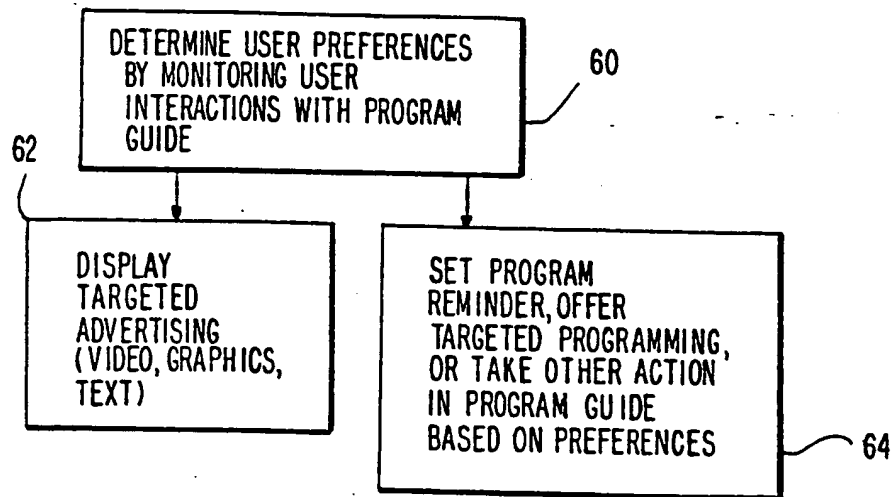 DETERMINE USER PREFERENCES
BY MONITORING USER
INTERACTIONS WITH PROGRAM
GUIDE
60
62
DISPLAY
TARGETED
ADVERTISING
(VIDEO, GRAPHICS,
TEXT)
SET PROGRAM
REMINDER, OFFER
TARGETED PROGRAMMING,
OR TAKE OTHER ACTION
IN PROGRAM GUIDE
BASED ON PREFERENCES
64